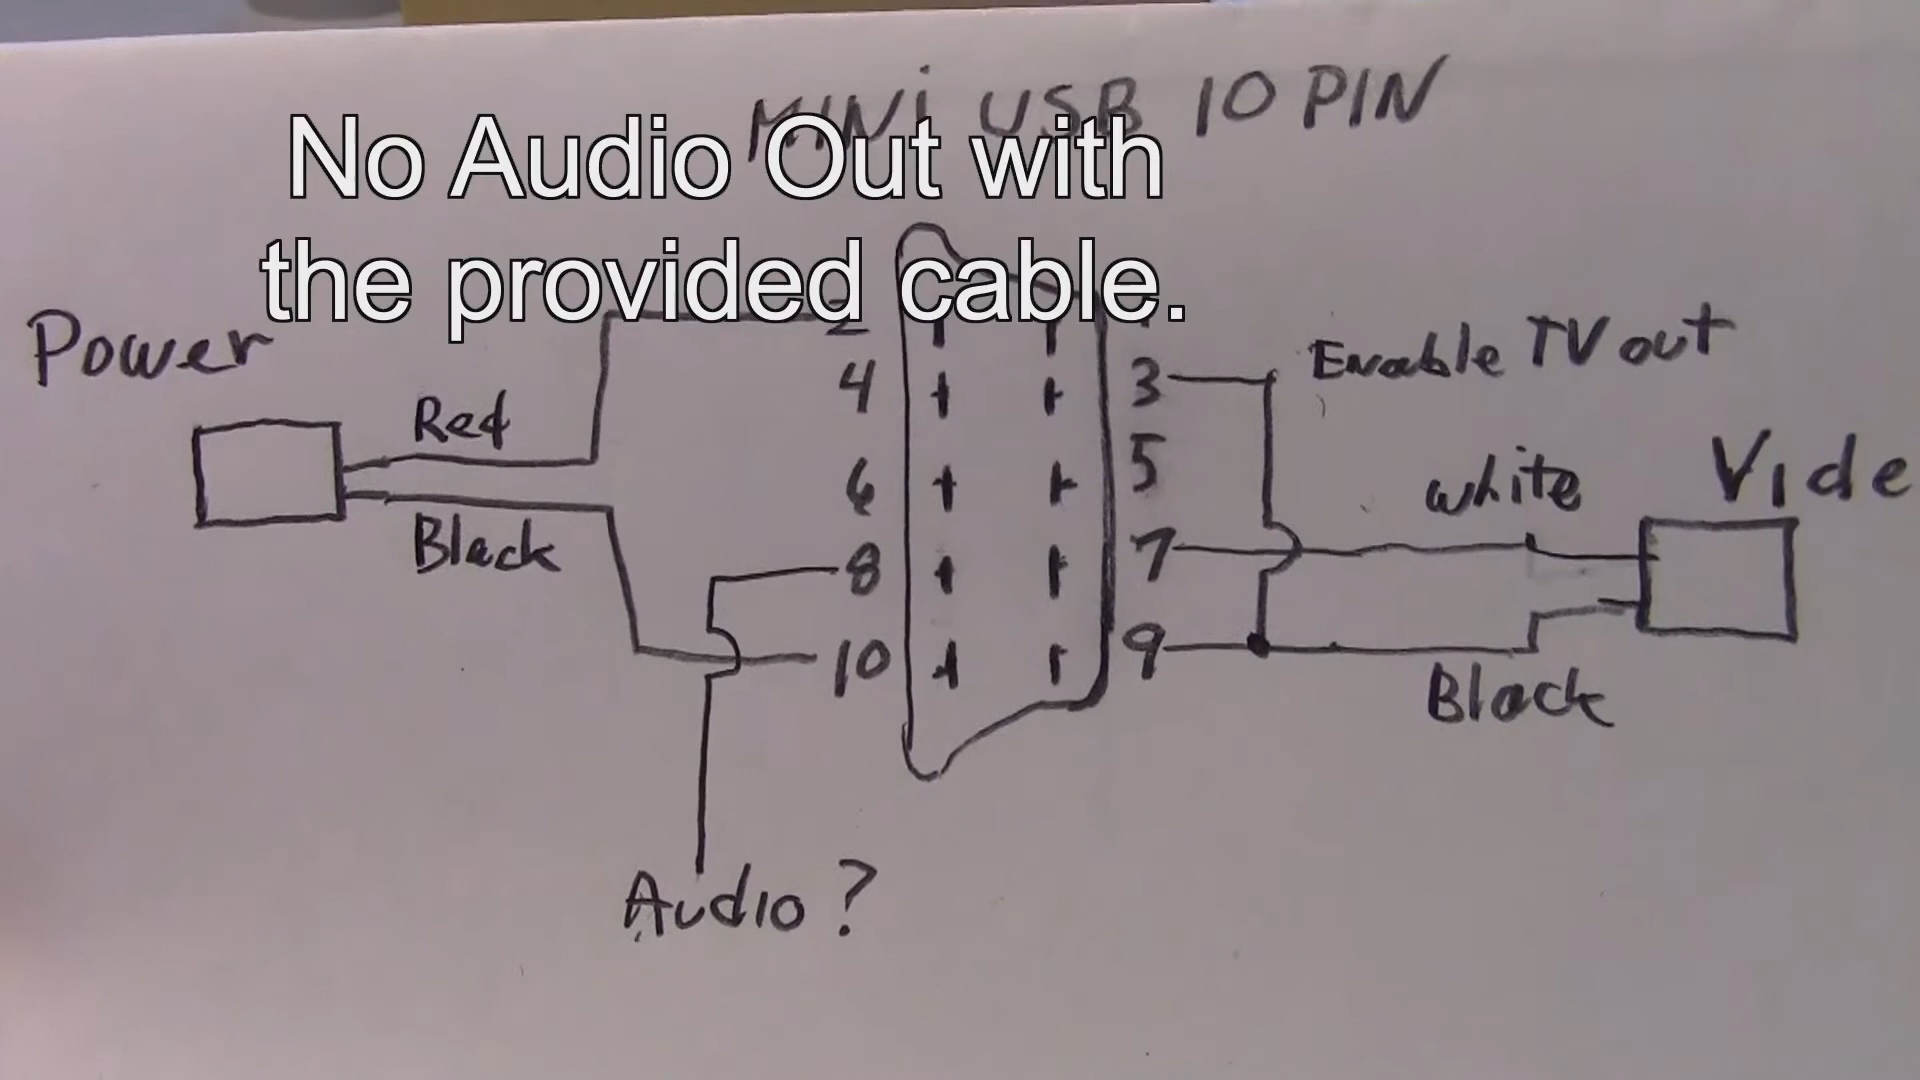 MINI USB 10 PIN
No Audio Out with
the provided cable.
Power
2
Enable TV out
4
3
Red
5
Vide
6
white
Black
8
7
10
9
Black
Audio ?